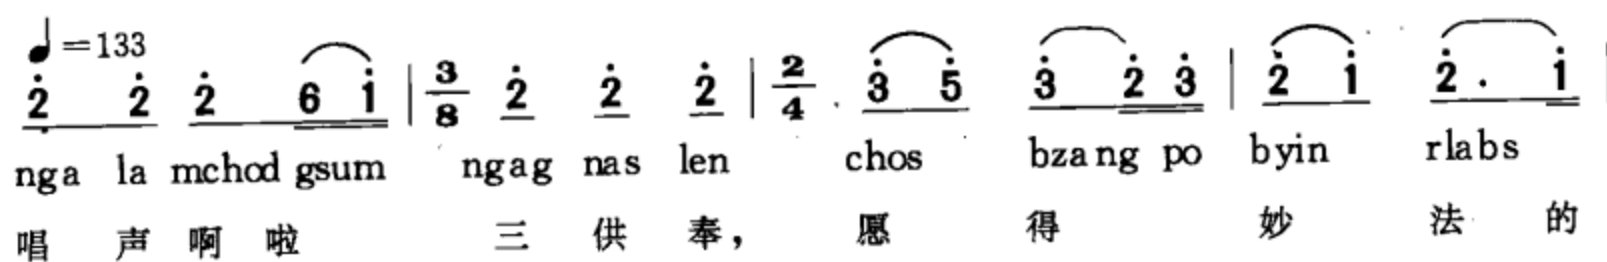 ♩=133
2̇ 2̇ 2̇ 6 1̇ | 3/8 2̇ 2̇ 2̇ | 2/4 3̇ 5̇ 3̇ 2̇ 3̇ | 2̇ 1̇ 2̇ . 1̇ |
nga la mchod gsum ngag nas len chos bzang po byin rlabs
唱 声 啊 啦 三 供 奉， 愿 得 妙 法 的